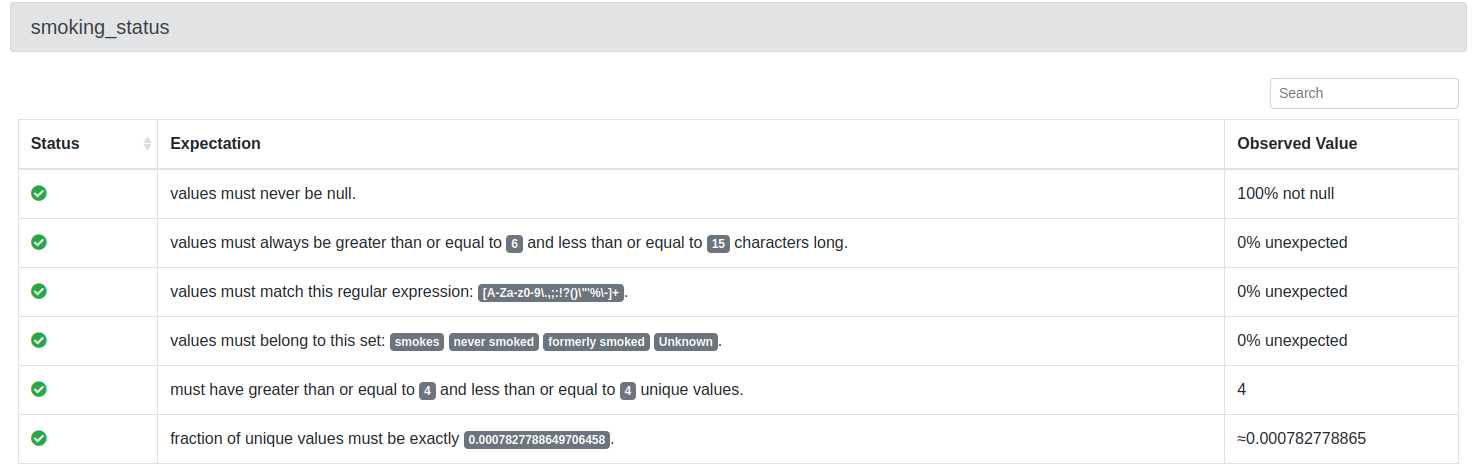 smoking_status
Search
Status Expectation Observed Value
values must never be null. 100% not null
values must always be greater than or equal to 6 and less than or equal to 15 characters long. 0% unexpected
values must match this regular expression: [A-Za-z0-9\.,;:!?()\"'%\-]+. 0% unexpected
values must belong to this set: smokes never smoked formerly smoked Unknown. 0% unexpected
must have greater than or equal to 4 and less than or equal to 4 unique values. 4
fraction of unique values must be exactly 0.0007827788649706458. ≈0.000782778865